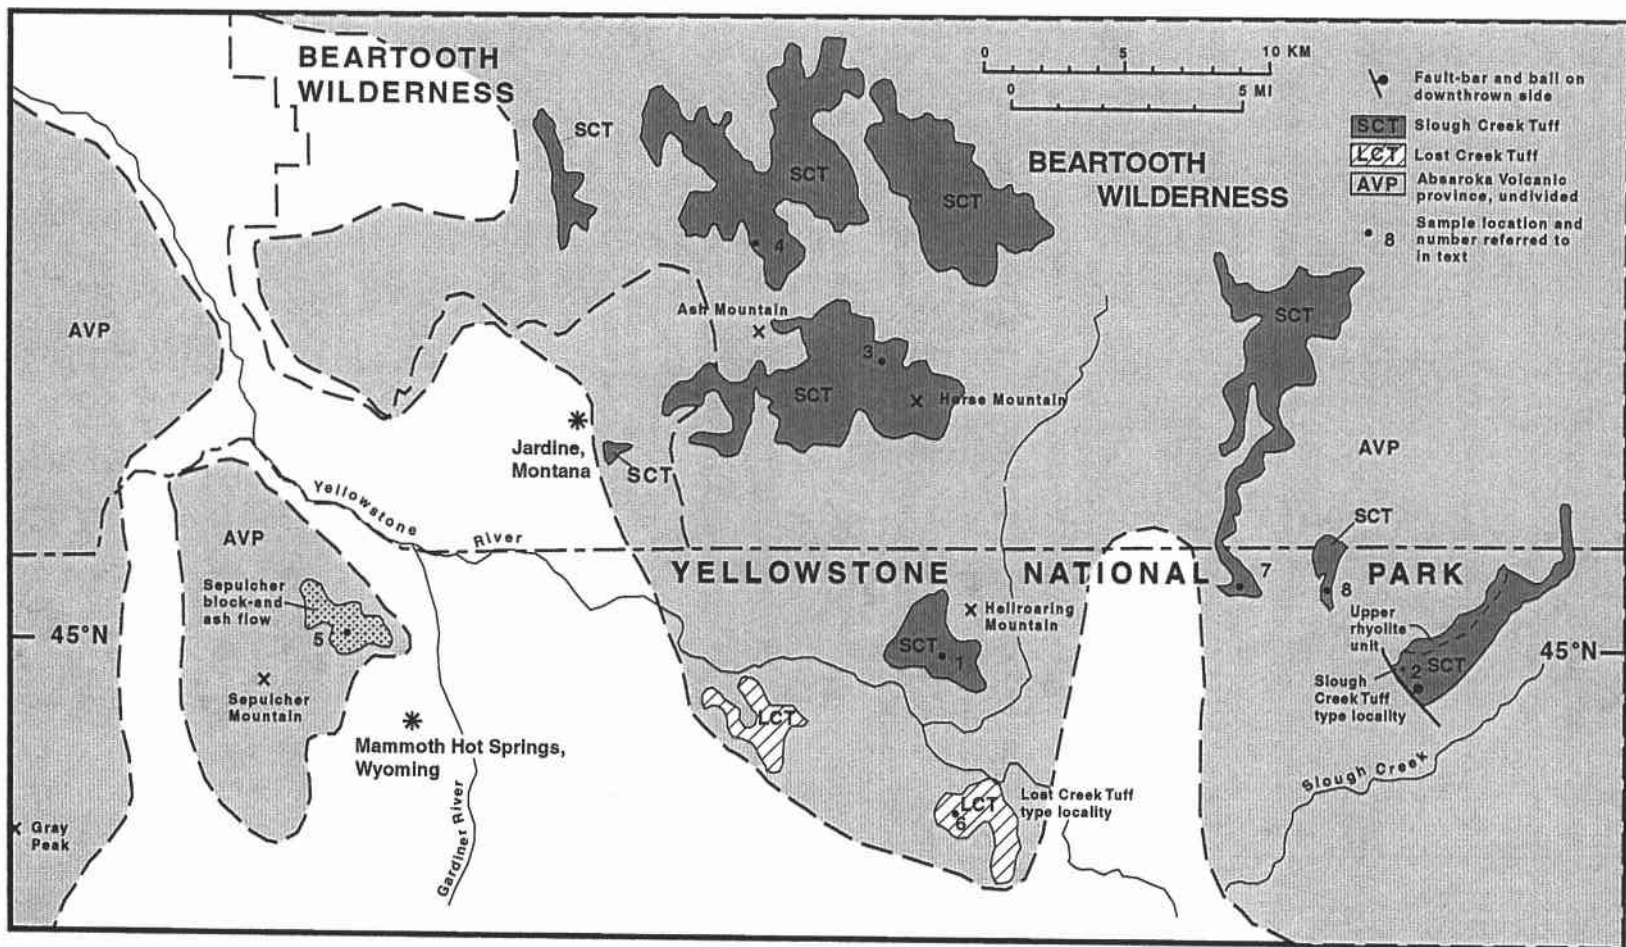 BEARTOOTH
WILDERNESS
SCT
SCT
SCT
4
0 5 10 KM
0 5 MI
BEARTOOTH
WILDERNESS
Fault-bar and ball on
downthrown side
SCT Slough Creek Tuff
LCT Lost Creek Tuff
AVP Absaroka Volcanic
province, undivided
8 Sample location and
number referred to
in text
AVP
Ash Mountain
3
SCT
Horse Mountain
SCT
Jardine,
Montana
SCT
AVP
SCT
Yellowstone
River
AVP
YELLOWSTONE NATIONAL PARK
7
8
Sepulcher
block-and
ash flow
5
45°N
Sepulcher
Mountain
Hellroaring
Mountain
SCT
1
Upper
rhyolite
unit
45°N
2
SCT
Slough
Creek Tuff
type locality
LCT
Mammoth Hot Springs,
Wyoming
Slough Creek
Lost Creek Tuff
type locality
LCT
6
Gray
Peak
Gardiner River